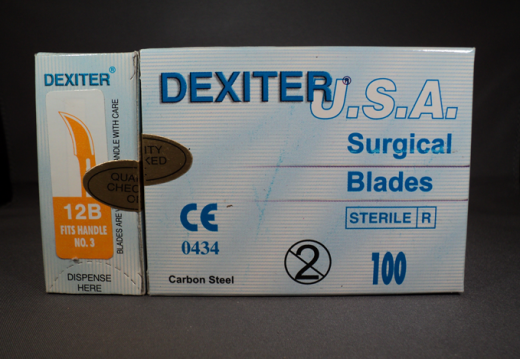 DEXITER®
12B
FITS HANDLE
NO. 3
DISPENSE
HERE
BLADES ARE
HANDLE WITH CARE
DEXITER®
U.S.A.
Surgical
Blades
STERILE R
CE
0434
2
100
Carbon Steel